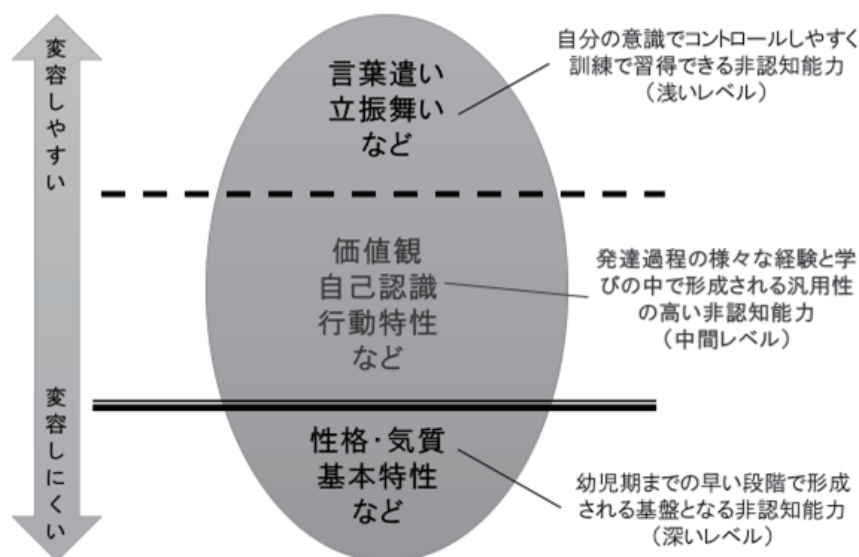 変容しやすい
変容しにくい
言葉遣い
立振舞い
など
自分の意識でコントロールしやすく
訓練で習得できる非認知能力
（浅いレベル）
価値観
自己認識
行動特性
など
発達過程の様々な経験と学
びの中で形成される汎用性
の高い非認知能力
（中間レベル）
性格・気質
基本特性
など
幼児期までの早い段階で形成
される基盤となる非認知能力
（深いレベル）